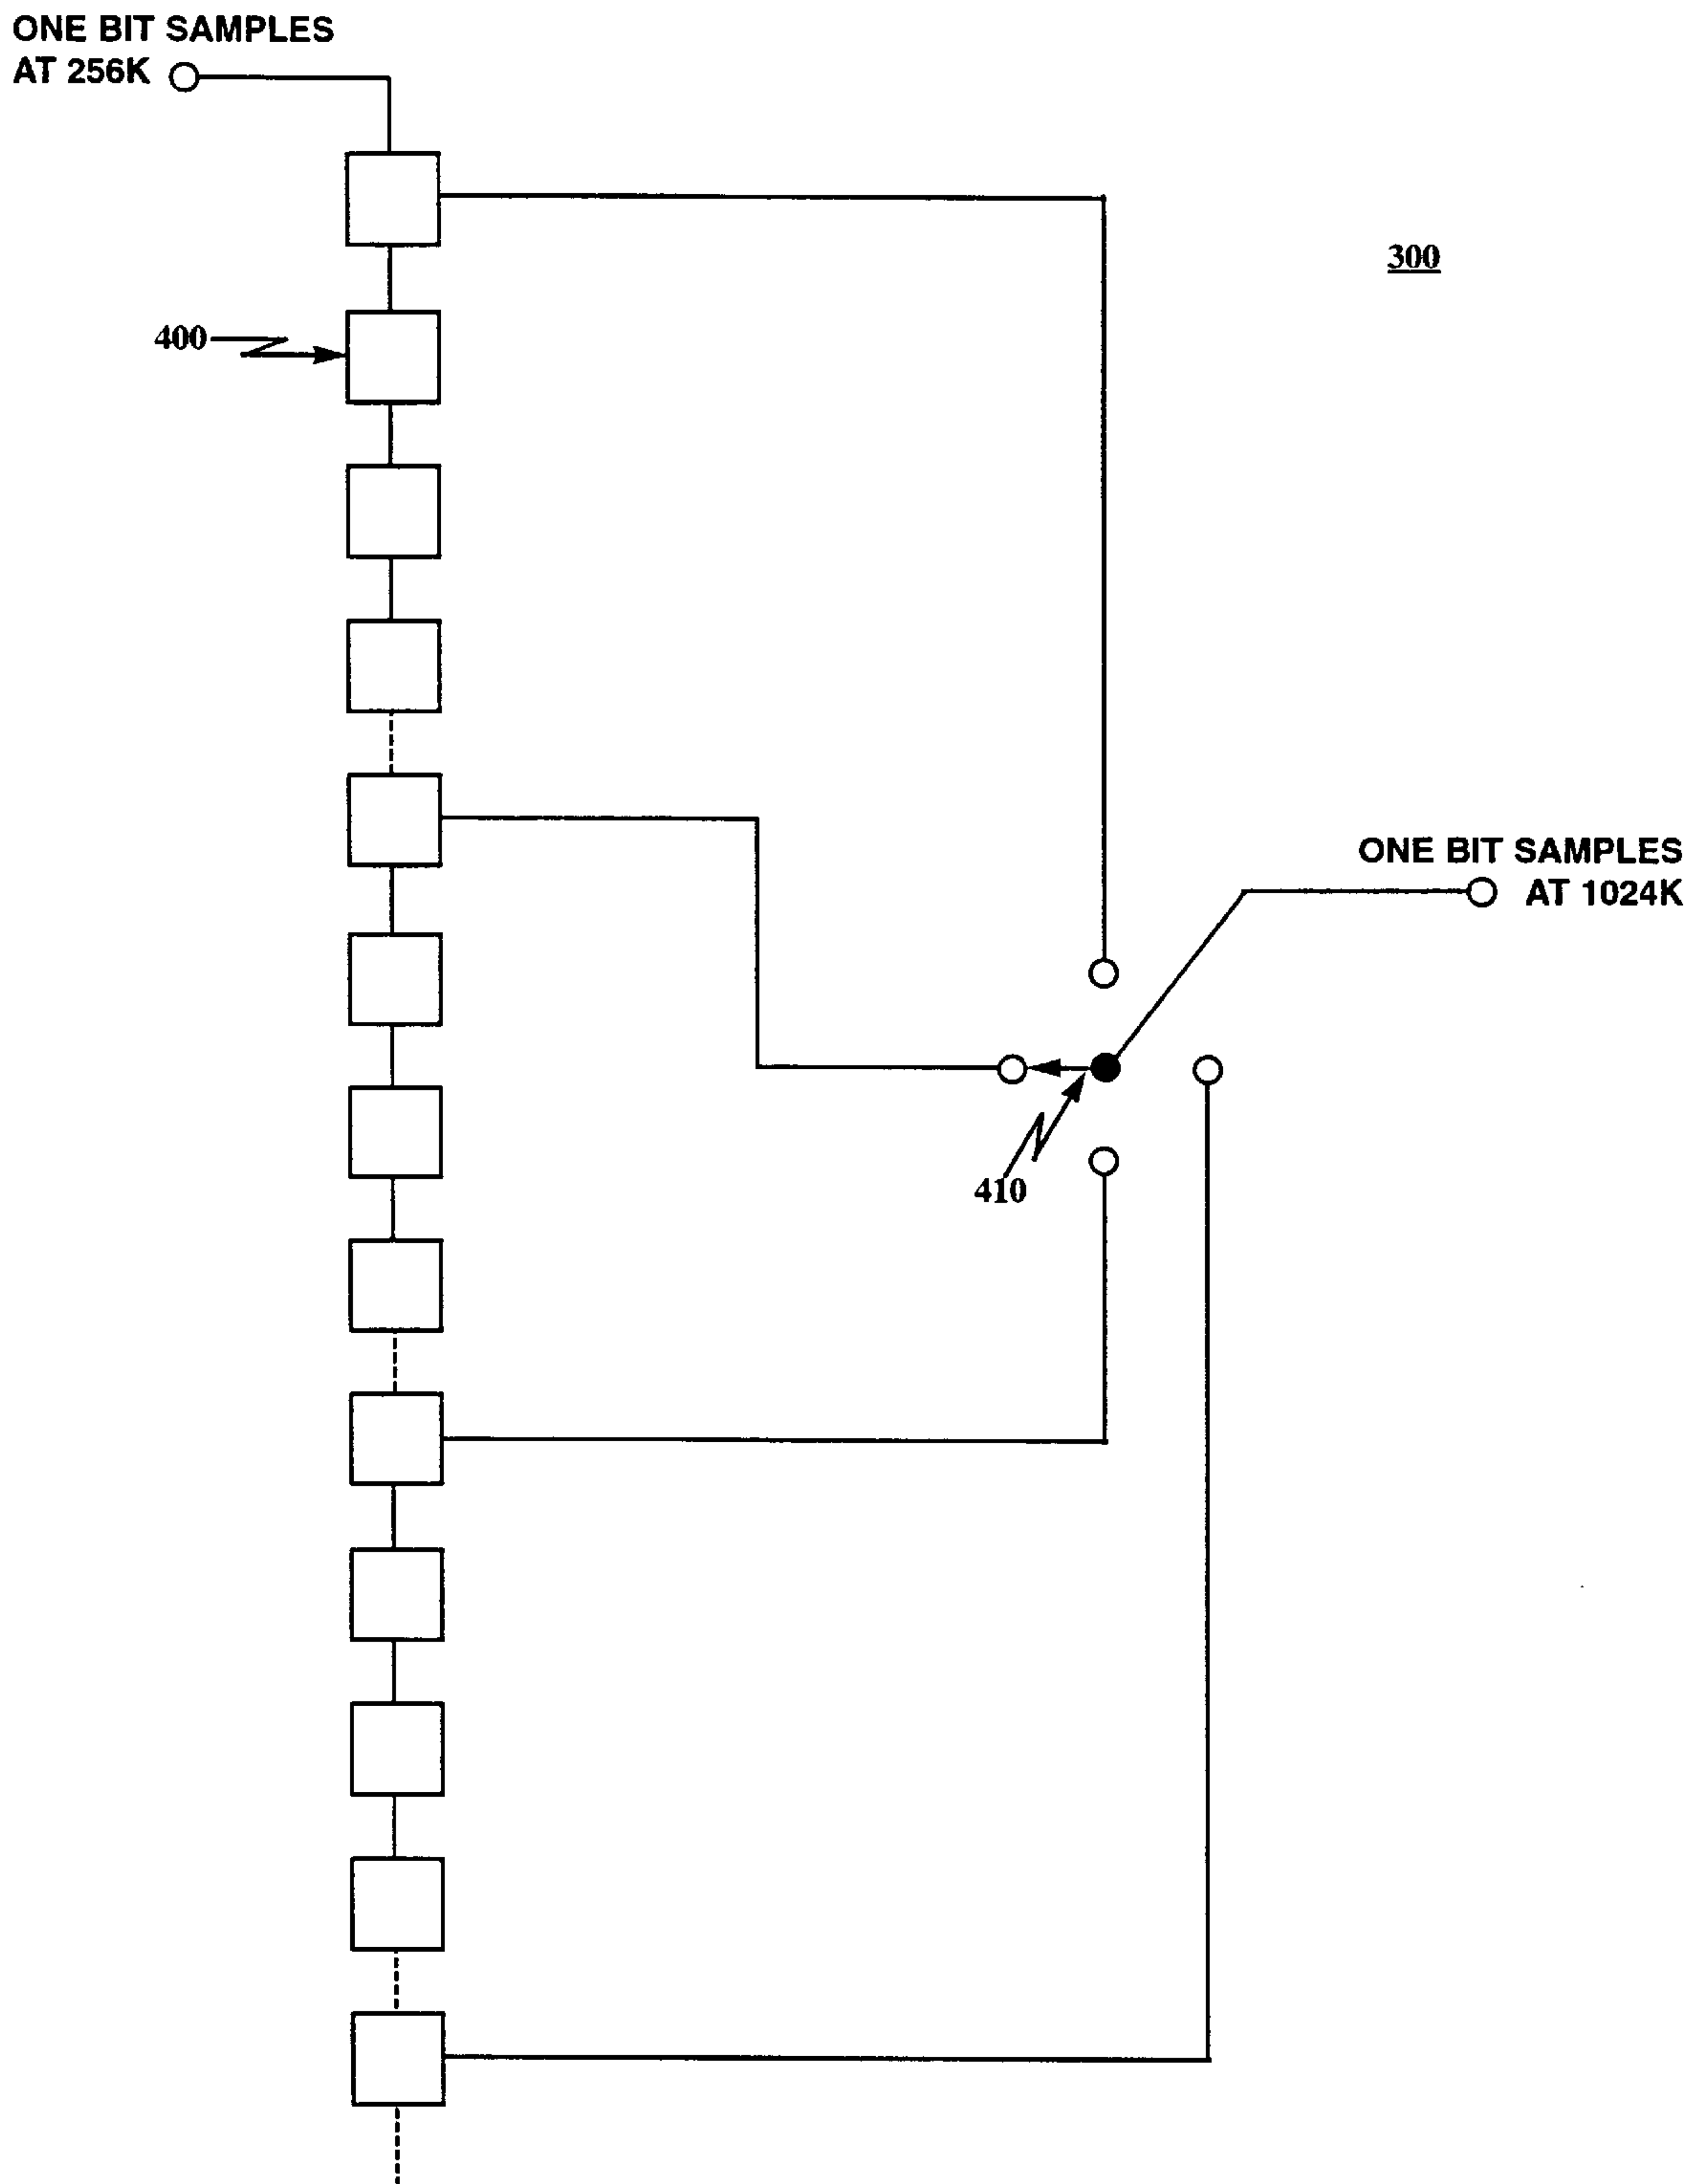 ONE BIT SAMPLES
AT 256K
300
400
ONE BIT SAMPLES
AT 1024K
410